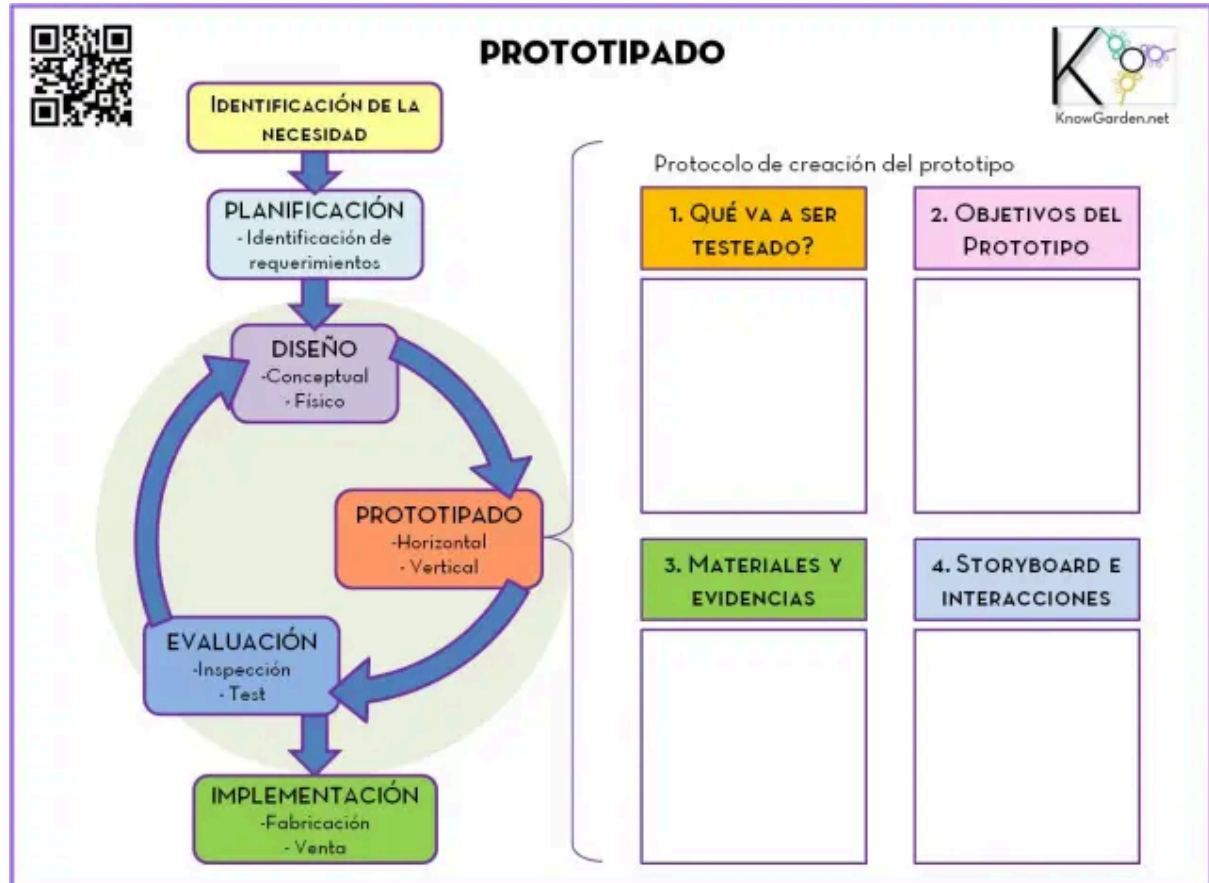 PROTOTIPADO
K
KnowGarden.net
IDENTIFICACIÓN DE LA
NECESIDAD
PLANIFICACIÓN
- Identificación de
requerimientos
DISEÑO
-Conceptual
- Físico
PROTOTIPADO
-Horizontal
- Vertical
EVALUACIÓN
-Inspección
- Test
IMPLEMENTACIÓN
-Fabricación
- Venta
Protocolo de creación del prototipo
1. QUÉ VA A SER
TESTEADO?
2. OBJETIVOS DEL
PROTOTIPO
3. MATERIALES Y
EVIDENCIAS
4. STORYBOARD E
INTERACCIONES